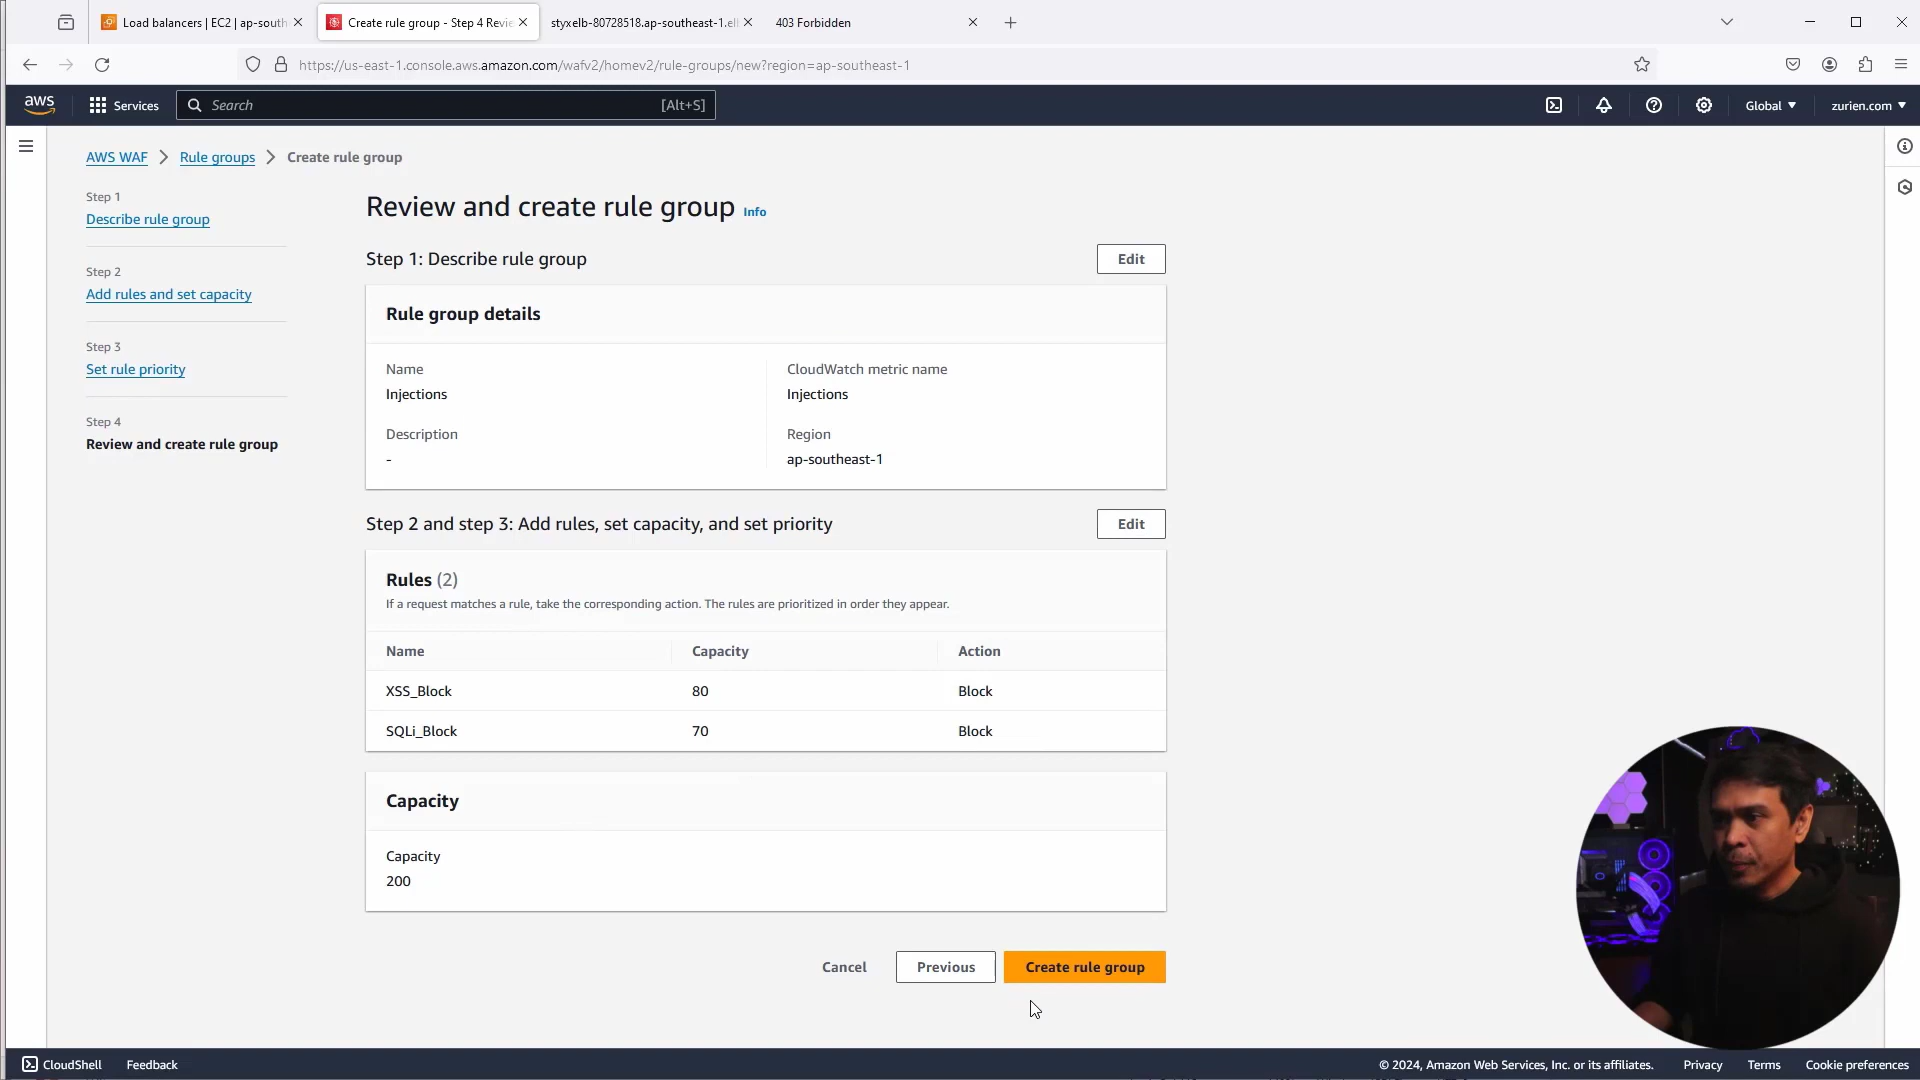 Load balancers | EC2 | ap-south
Create rule group - Step 4 Revie
styxelb-80728518.ap-southeast-1.el
403 Forbidden
https://us-east-1.console.aws.amazon.com/wafv2/homev2/rule-groups/new?region=ap-southeast-1
aws
Services
Search
[Alt+S]
Global
zurien.com
AWS WAF
Rule groups
Create rule group
Step 1
Describe rule group
Step 2
Add rules and set capacity
Step 3
Set rule priority
Step 4
Review and create rule group
Review and create rule group Info
Step 1: Describe rule group
Edit
Rule group details
Name
Injections
CloudWatch metric name
Injections
Description
-
Region
ap-southeast-1
Step 2 and step 3: Add rules, set capacity, and set priority
Edit
Rules (2)
If a request matches a rule, take the corresponding action. The rules are prioritized in order they appear.
Name Capacity Action
XSS_Block 80 Block
SQLi_Block 70 Block
Capacity
Capacity
200
Cancel
Previous
Create rule group
CloudShell
Feedback
© 2024, Amazon Web Services, Inc. or its affiliates.
Privacy
Terms
Cookie preferences